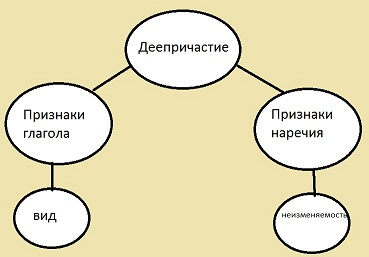 Деепричастие
Признаки
глагола
Признаки
наречия
вид
неизменяемость